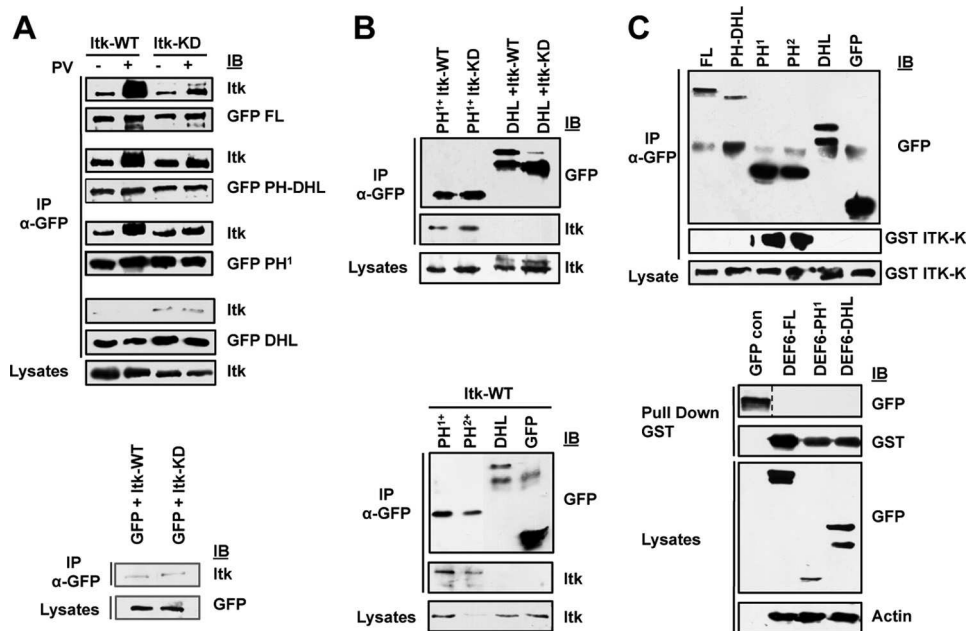 A
Itk-WT Itk-KD
PV - + - + IB
Itk
GFP FL
Itk
GFP PH-DHL
IP
α-GFP
Itk
GFP PH¹
Itk
GFP DHL
Lysates Itk
GFP + Itk-WT
GFP + Itk-KD
IB
IP
α-GFP
Itk
Lysates GFP
B
PH¹⁺ Itk-WT
PH¹⁺ Itk-KD
DHL +Itk-WT
DHL +Itk-KD
IB
IP
α-GFP
GFP
Itk
Lysates Itk
Itk-WT
PH¹⁺
PH²⁺
DHL
GFP
IB
IP
α-GFP
GFP
Itk
Lysates Itk
C
FL
PH-DHL
PH¹
PH²
DHL
GFP
IB
IP
α-GFP
GFP
GST ITK-K
Lysate GST ITK-K
GFP con
DEF6-FL
DEF6-PH¹
DEF6-DHL
IB
Pull Down
GST
GFP
GST
Lysates
GFP
Actin